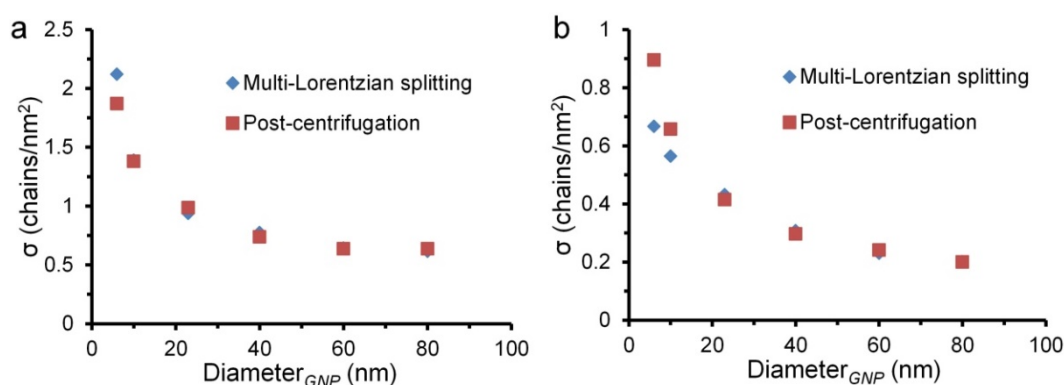 a
2.5
2
1.5
1
0.5
0
σ (chains/nm²)
Multi-Lorentzian splitting
Post-centrifugation
0 20 40 60 80 100
Diameter_GNP (nm)
b
1
0.8
0.6
0.4
0.2
0
σ (chains/nm²)
Multi-Lorentzian splitting
Post-centrifugation
0 20 40 60 80 100
Diameter_GNP (nm)